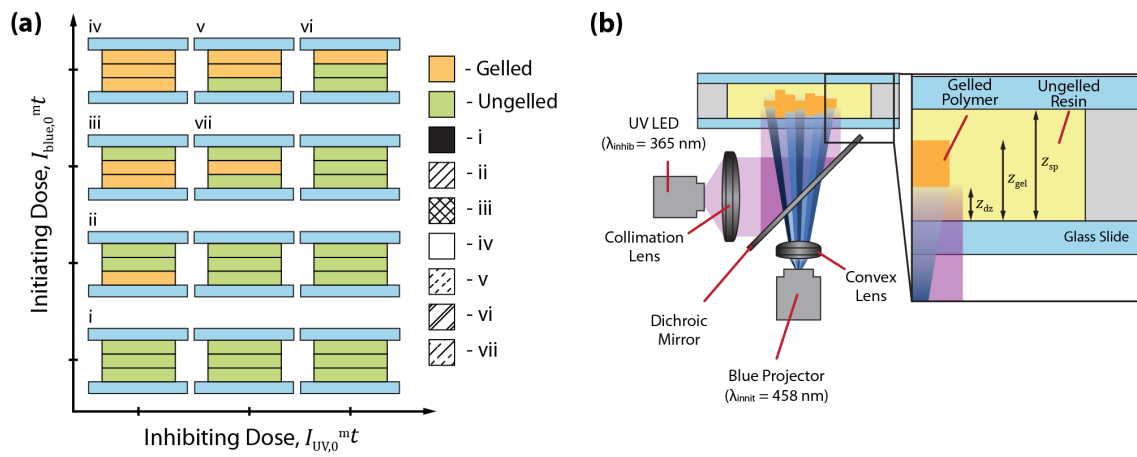 (a)
iv
v
vi
iii
vii
ii
i
Initiating Dose, I_blue,0^m t
Inhibiting Dose, I_UV,0^m t
- Gelled
- Ungelled
- i
- ii
- iii
- iv
- v
- vi
- vii
(b)
UV LED
(λinhib = 365 nm)
Collimation
Lens
Dichroic
Mirror
Blue Projector
(λinnit = 458 nm)
Convex
Lens
Gelled
Polymer
Ungelled
Resin
z_sp
z_gel
z_dz
Glass Slide